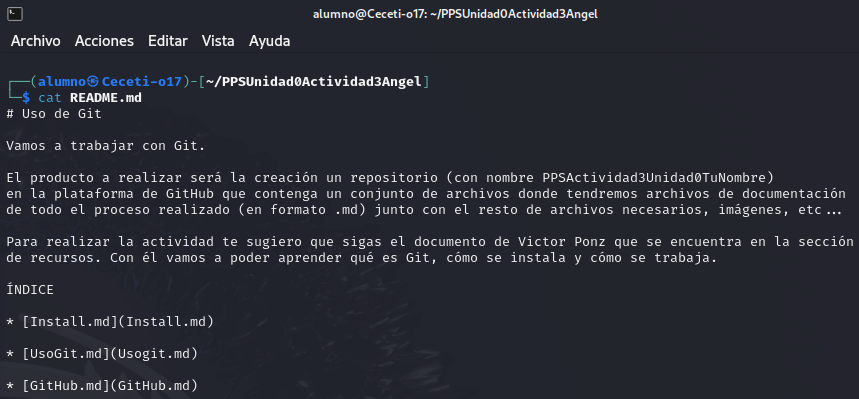 alumno@Ceceti-o17: ~/PPSUnidad0Actividad3Angel
Archivo Acciones Editar Vista Ayuda
┌──(alumno㉿Ceceti-o17)-[~/PPSUnidad0Actividad3Angel]
└─$ cat README.md
# Uso de Git
Vamos a trabajar con Git.
El producto a realizar será la creación un repositorio (con nombre PPSActividad3Unidad0TuNombre)
en la plataforma de GitHub que contenga un conjunto de archivos donde tendremos archivos de documentación
de todo el proceso realizado (en formato .md) junto con el resto de archivos necesarios, imágenes, etc...
Para realizar la actividad te sugiero que sigas el documento de Victor Ponz que se encuentra en la sección
de recursos. Con él vamos a poder aprender qué es Git, cómo se instala y cómo se trabaja.
ÍNDICE
* [Install.md](Install.md)
* [UsoGit.md](Usogit.md)
* [GitHub.md](GitHub.md)